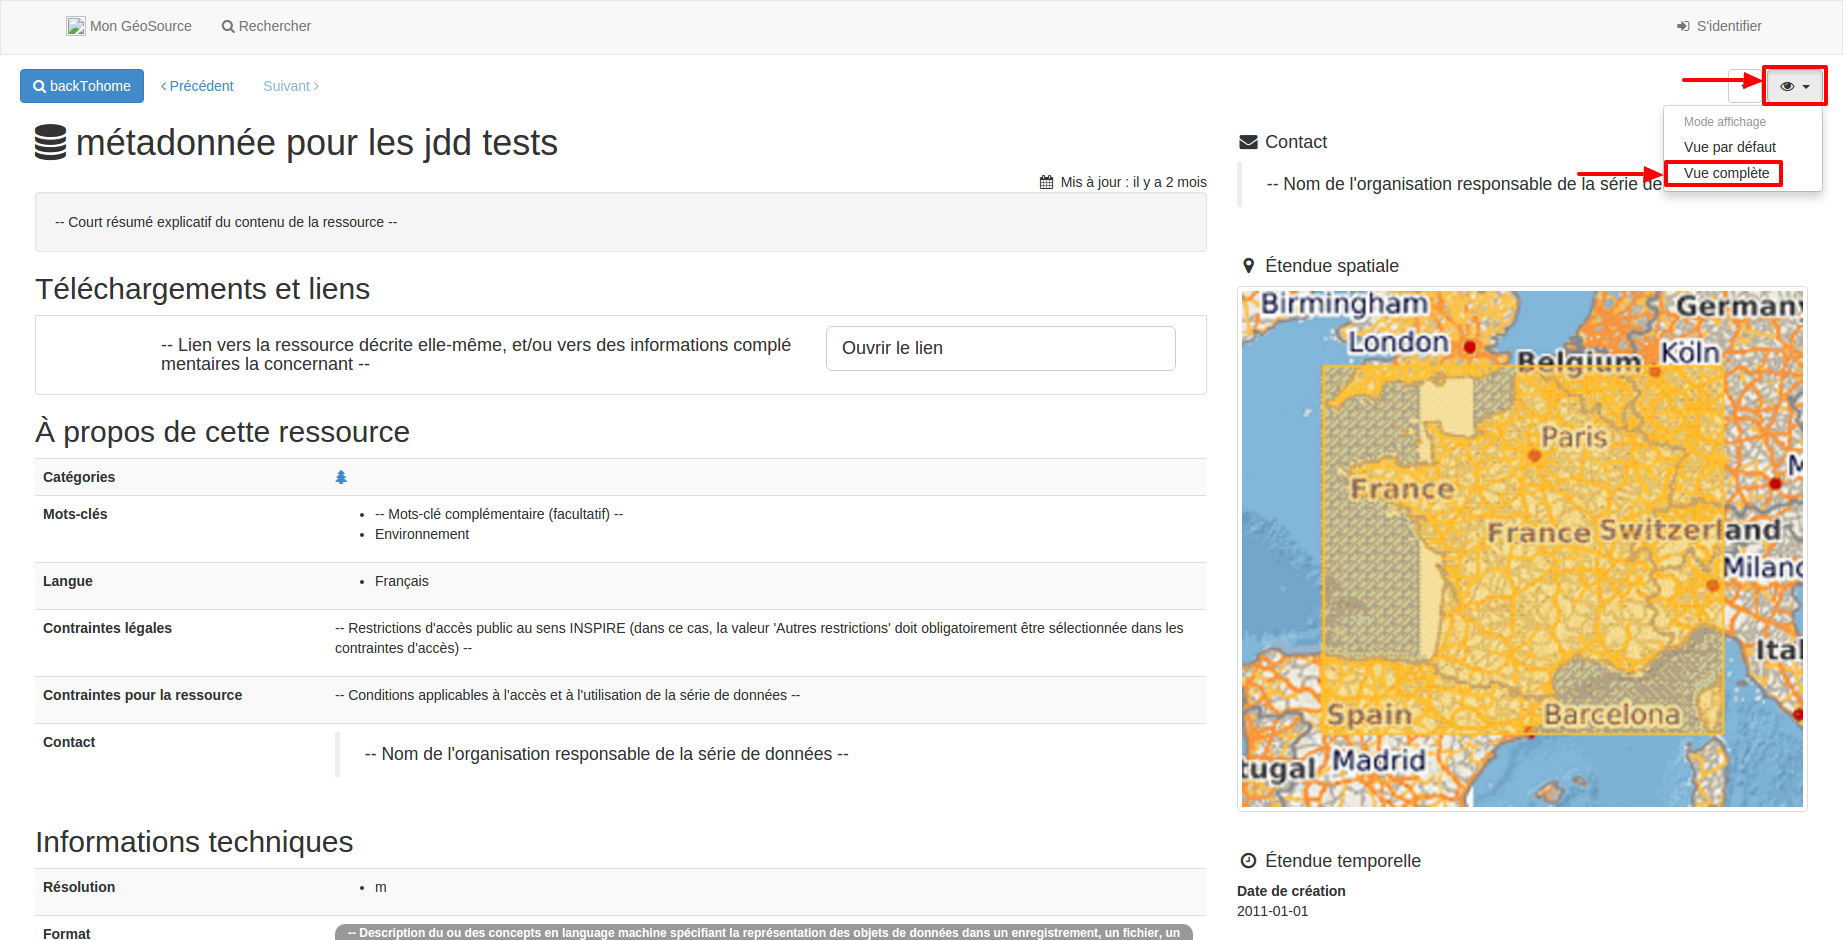 Mon GéoSource
Rechercher
S'identifier
backTohome
Précédent
Suivant
Mode affichage
Vue par défaut
Vue complète
métadonnée pour les jdd tests
Mis à jour : il y a 2 mois
-- Court résumé explicatif du contenu de la ressource --
Téléchargements et liens
-- Lien vers la ressource décrite elle-même, et/ou vers des informations complé
mentaires la concernant --
Ouvrir le lien
À propos de cette ressource
Catégories
Mots-clés
-- Mots-clé complémentaire (facultatif) --
Environnement
Langue
Français
Contraintes légales
-- Restrictions d'accès public au sens INSPIRE (dans ce cas, la valeur 'Autres restrictions' doit obligatoirement être sélectionnée dans les
contraintes d'accès) --
Contraintes pour la ressource
-- Conditions applicables à l'accès et à l'utilisation de la série de données --
Contact
-- Nom de l'organisation responsable de la série de données --
Informations techniques
Résolution
m
Format
-- Description du ou des concepts en language machine spécifiant la représentation des objets de données dans un enregistrement, un fichier, un
Contact
-- Nom de l'organisation responsable de la série de
Étendue spatiale
Birmingham
Germany
London
Belgium
Köln
Paris
M
France
France
Switzerland
Milano
Ital
Spain
Barcelona
Madrid
tugal
Étendue temporelle
Date de création
2011-01-01